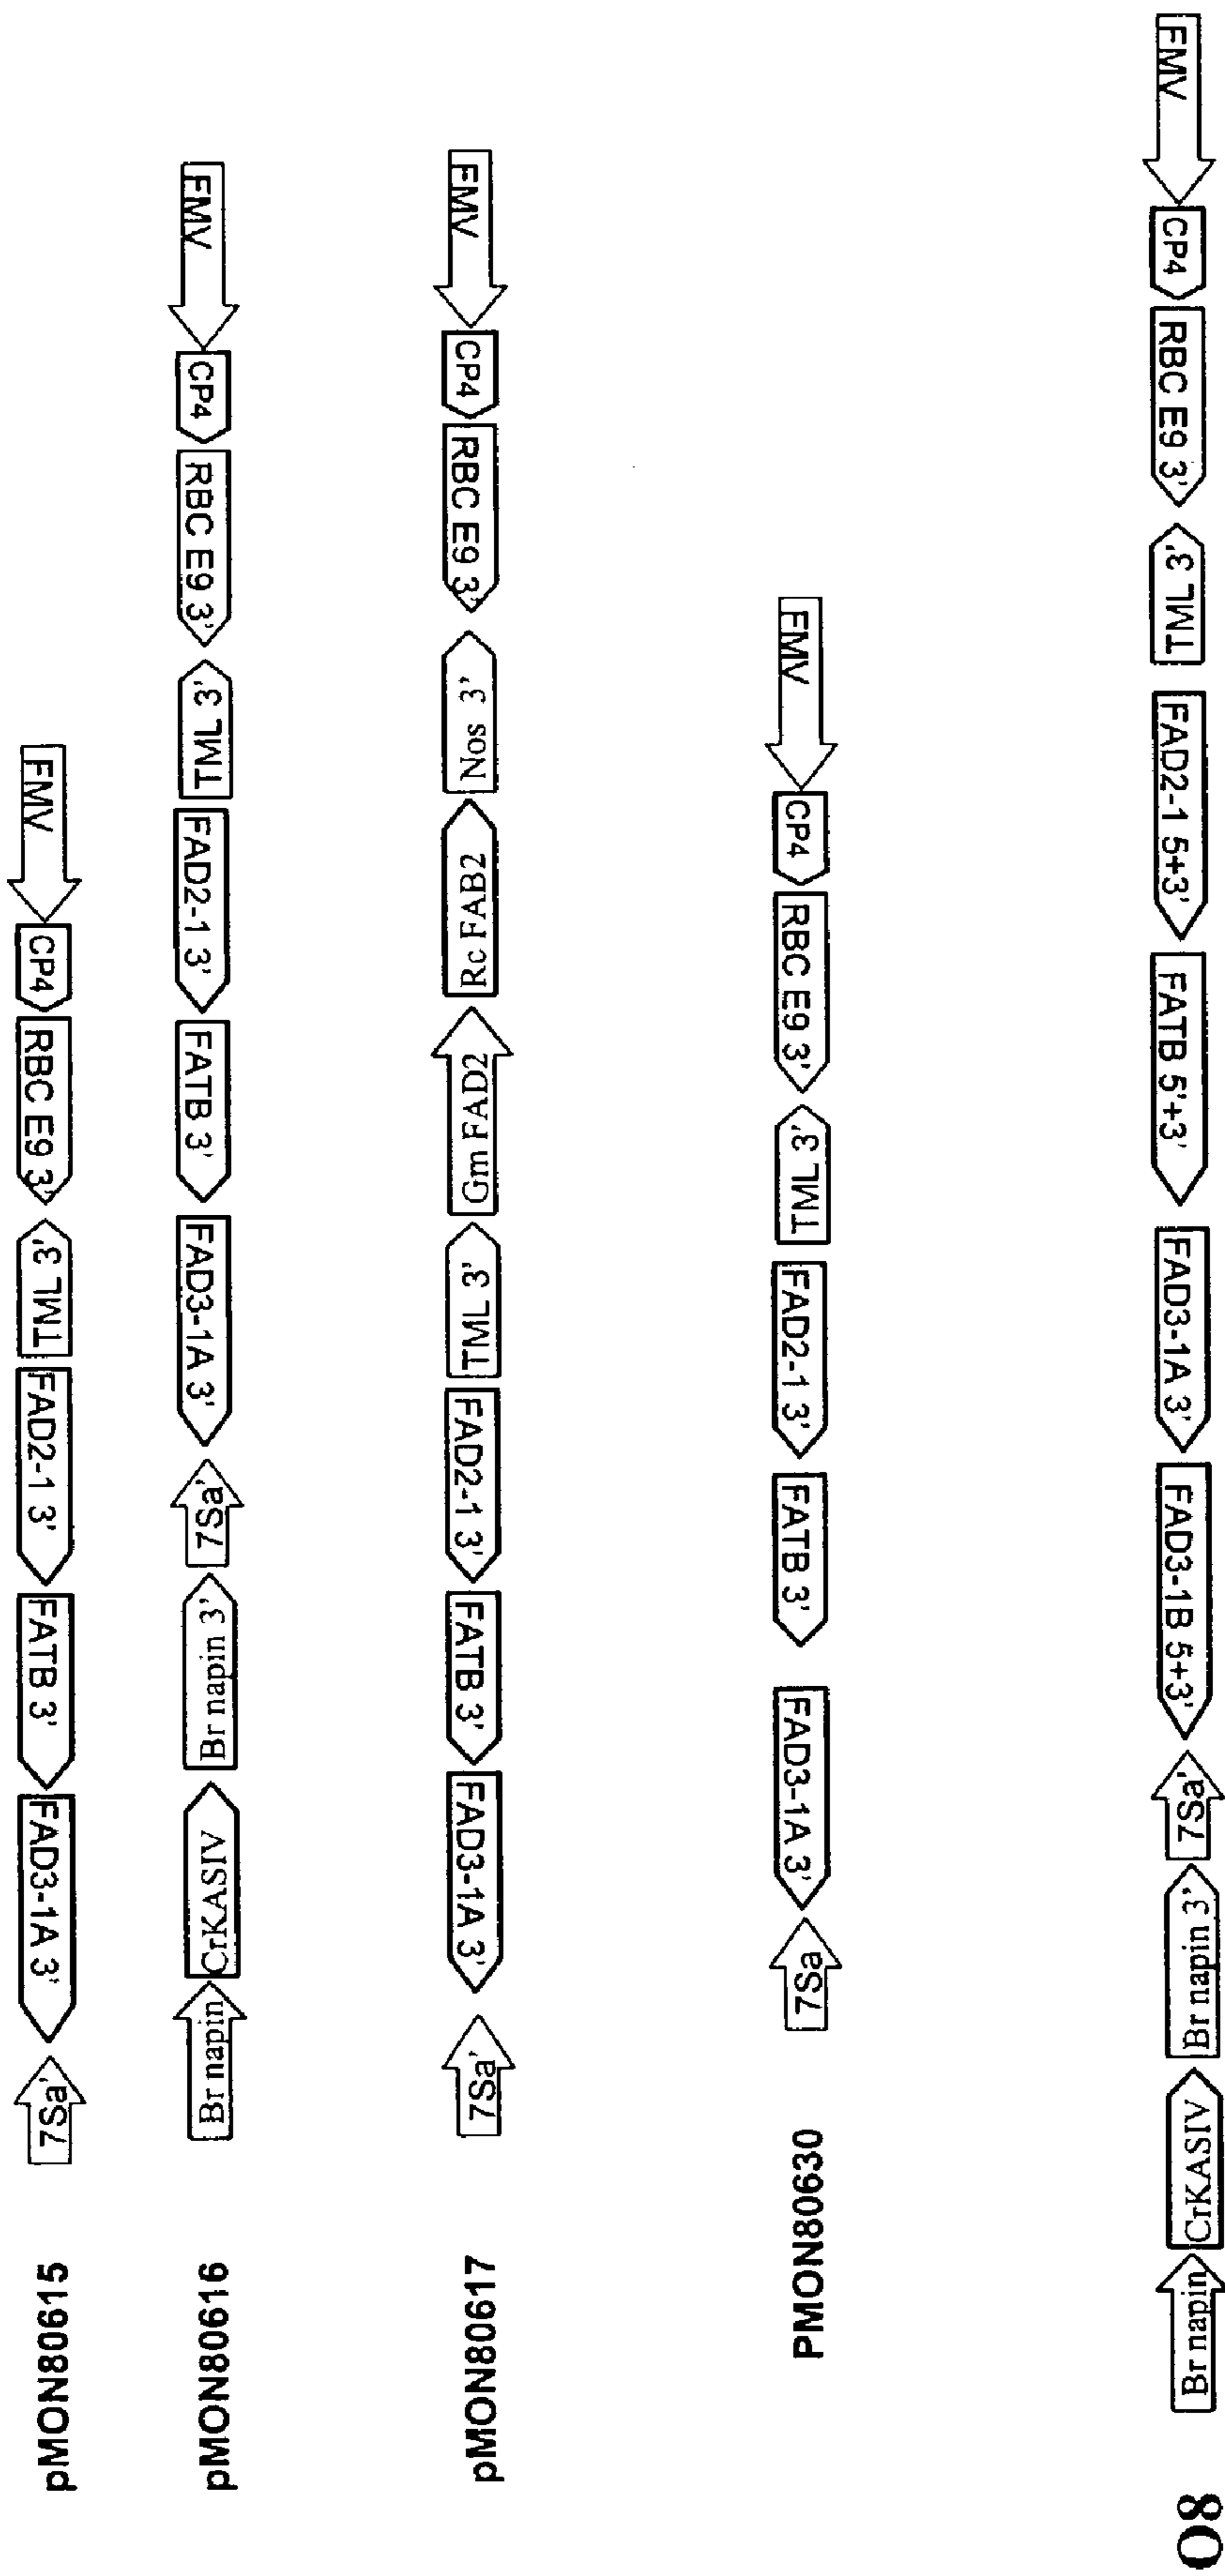 pMON80615 7Sa' FAD3-1A 3' FATB 3' FAD2-1 3' TML 3' RBC E9 3' CP4 FMV
pMON80616 Br napin CrKASIV Br napin 3' 7Sa' FAD3-1A 3' FATB 3' FAD2-1 3' TML 3' RBC E9 3' CP4 FMV
pMON80617 7Sa' FAD3-1A 3' FATB 3' FAD2-1 3' TML 3' Gm FAD2 Rc FAB2 Nos 3' RBC E9 3' CP4 FMV
PMON80630 7Sa FAD3-1A 3' FATB 3' FAD2-1 3' TML 3' RBC E9 3' CP4 FMV
O8 Br napin CrKASIV Br napin 3' 7Sa' FAD3-1B 5+3' FAD3-1A 3' FATB 5'+3' FAD2-1 5+3' TML 3' RBC E9 3' CP4 FMV